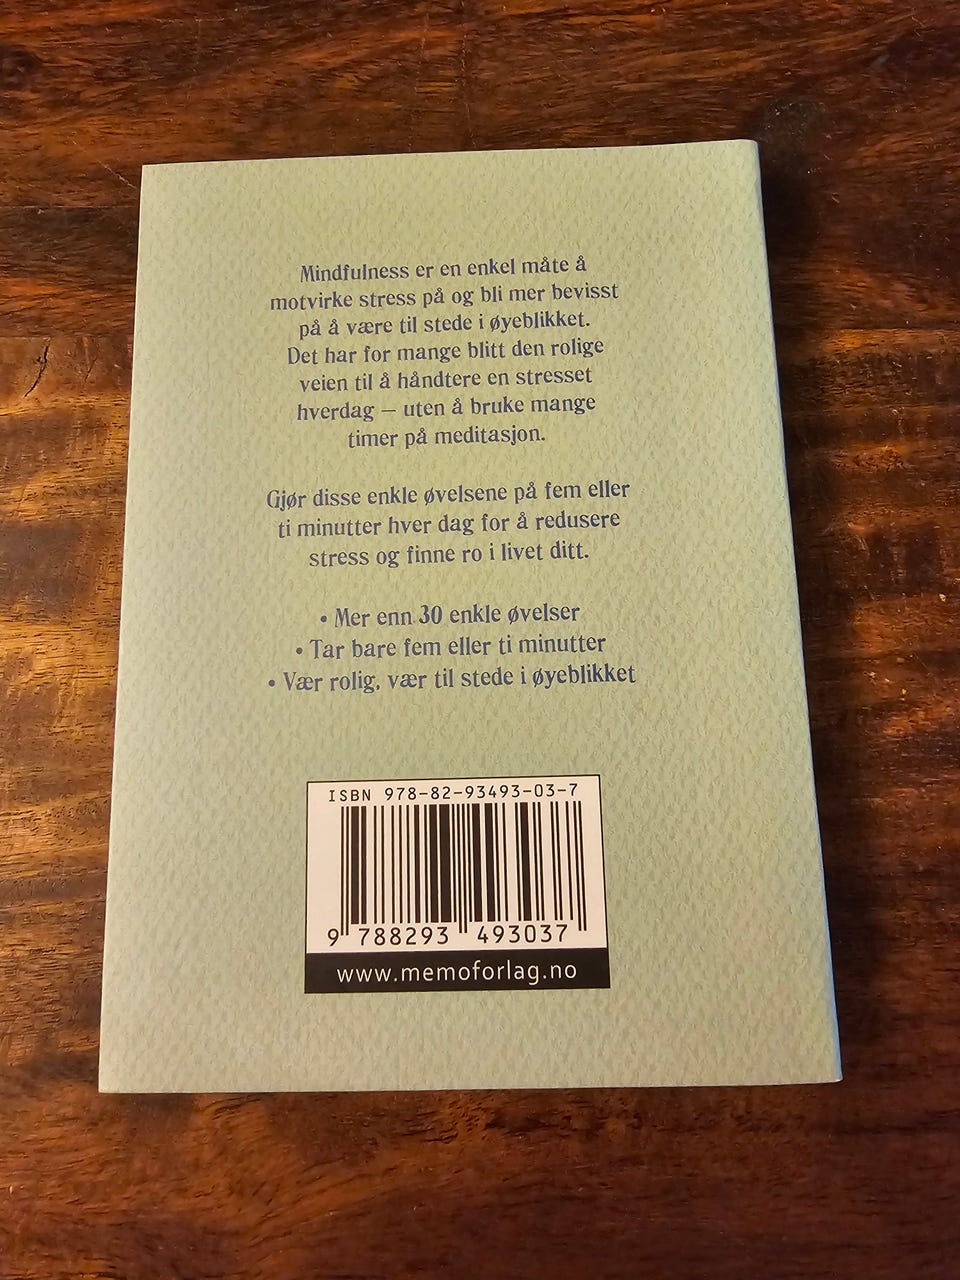 Mindfulness er en enkel måte å
motvirke stress på og bli mer bevisst
på å være til stede i øyeblikket.
Det har for mange blitt den rolige
veien til å håndtere en stresset
hverdag – uten å bruke mange
timer på meditasjon.
Gjør disse enkle øvelsene på fem eller
ti minutter hver dag for å redusere
stress og finne ro i livet ditt.
• Mer enn 30 enkle øvelser
• Tar bare fem eller ti minutter
• Vær rolig, vær til stede i øyeblikket
ISBN 978-82-93493-03-7
9 788293 493037
www.memoforlag.no